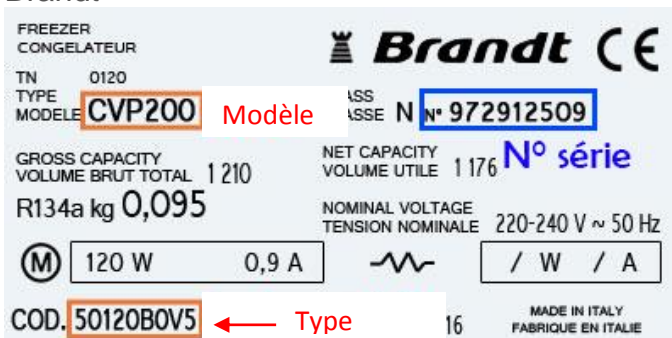 Brandt
FREEZER
CONGELATEUR
Brandt CE
TN 0120
TYPE
MODELE CVP200 Modèle
ASS
ASSE N N° 972912509
N° série
GROSS CAPACITY
VOLUME BRUT TOTAL l 210
NET CAPACITY
VOLUME UTILE l 176
R134a kg 0,095
NOMINAL VOLTAGE
TENSION NOMINALE 220-240 V ~ 50 Hz
M 120 W 0,9 A
/ W / A
COD. 50120B0V5 Type
16
MADE IN ITALY
FABRIQUE EN ITALIE